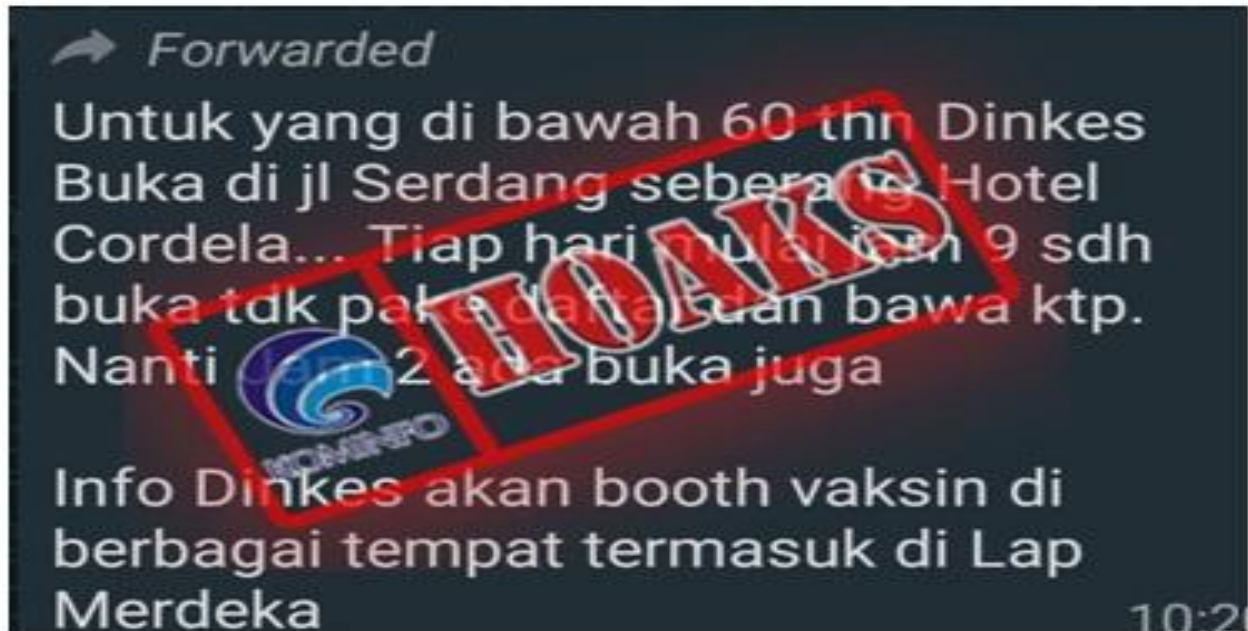 Forwarded
Untuk yang di bawah 60 thn Dinkes
Buka di jl Serdang seberang Hotel
Cordela... Tiap hari mulai jam 9 sdh
buka tdk pake daftar dan bawa ktp.
Nanti Jam 2 ada buka juga
HOAKS
KOMINFO
Info Dinkes akan booth vaksin di
berbagai tempat termasuk di Lap
Merdeka